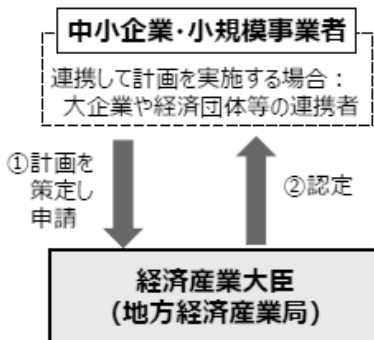 中小企業・小規模事業者
連携して計画を実施する場合：
大企業や経済団体等の連携者
①計画を
策定し
申請
②認定
経済産業大臣
(地方経済産業局)